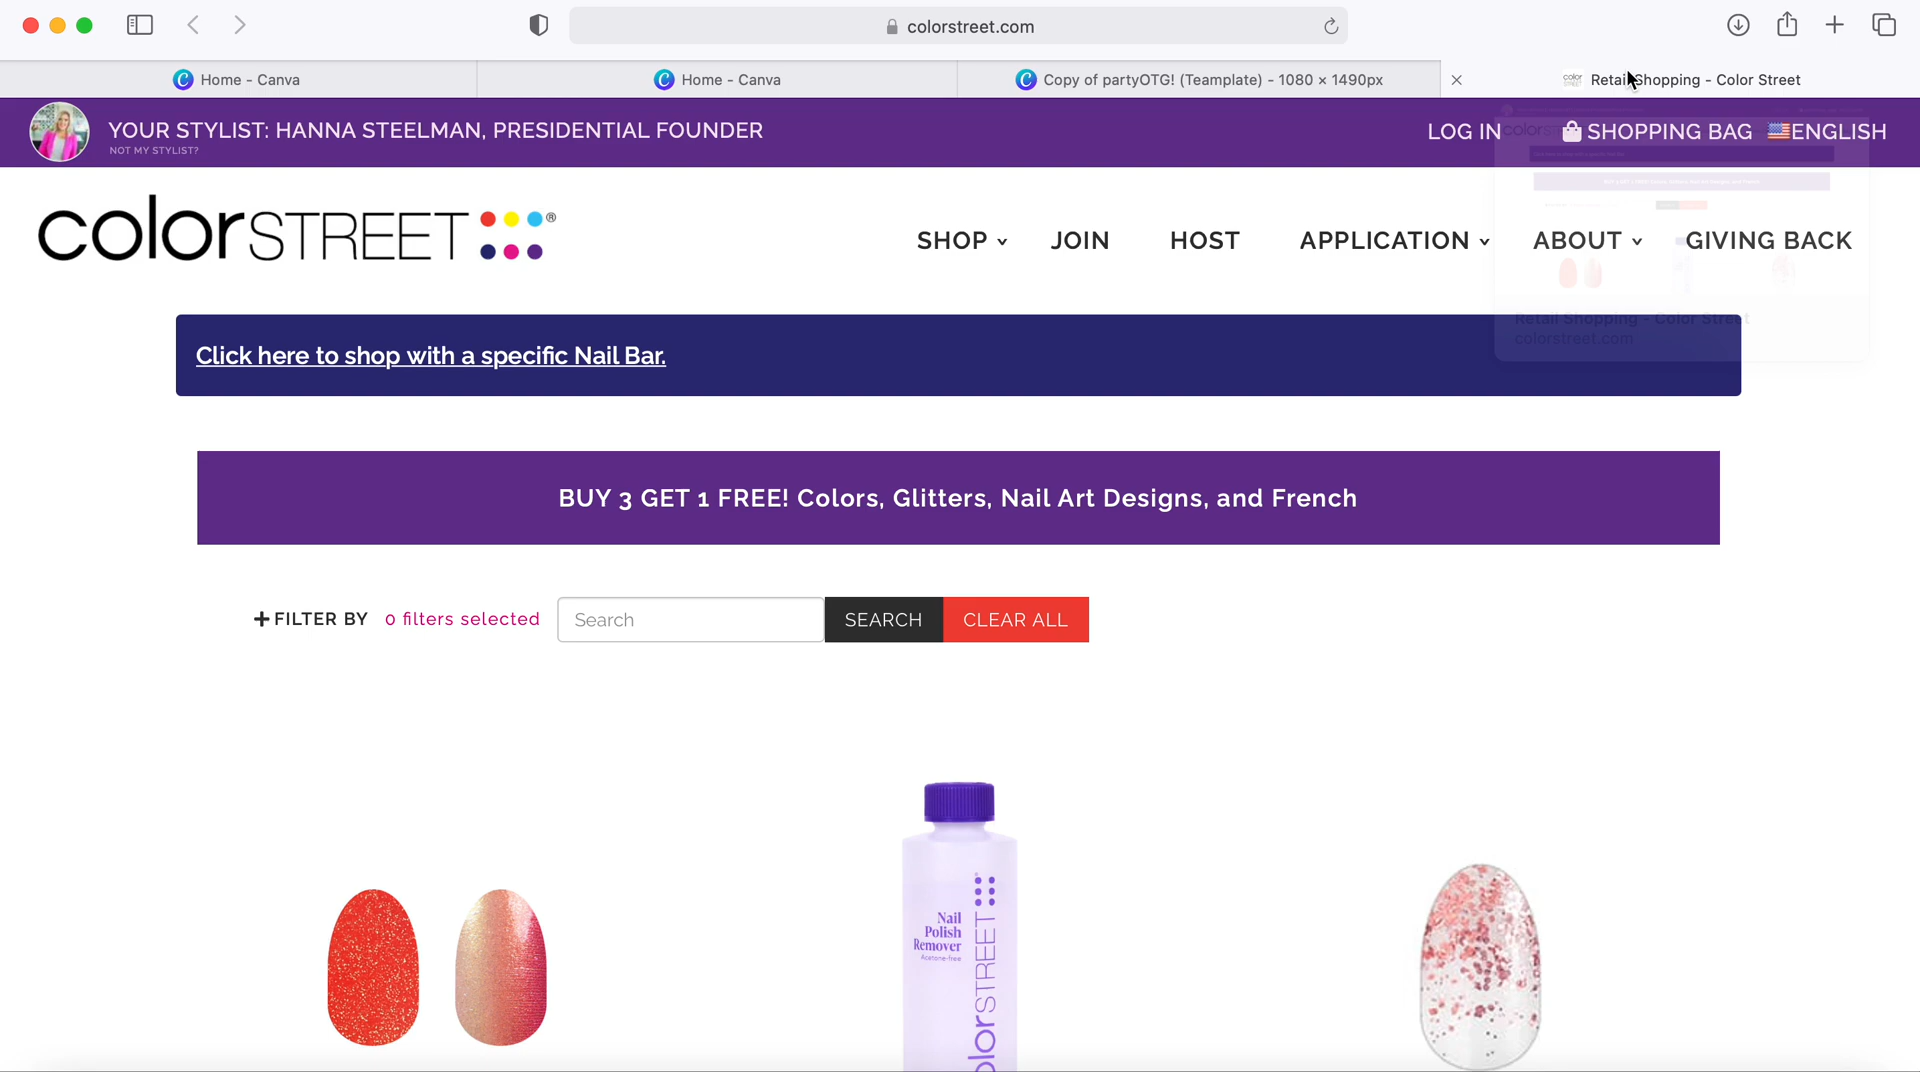 colorstreet.com
Home - Canva
Home - Canva
Copy of partyOTG! (Teamplate) - 1080 × 1490px
Retail Shopping - Color Street
YOUR STYLIST: HANNA STEELMAN, PRESIDENTIAL FOUNDER
NOT MY STYLIST?
LOG IN
SHOPPING BAG
ENGLISH
colorSTREET®
SHOP
JOIN
HOST
APPLICATION
ABOUT
GIVING BACK
Retail Shopping - Color Street
colorstreet.com
Click here to shop with a specific Nail Bar.
BUY 3 GET 1 FREE! Colors, Glitters, Nail Art Designs, and French
+ FILTER BY
0 filters selected
Search
SEARCH
CLEAR ALL
Nail
Polish
Remover
Acetone-free
olorSTREET